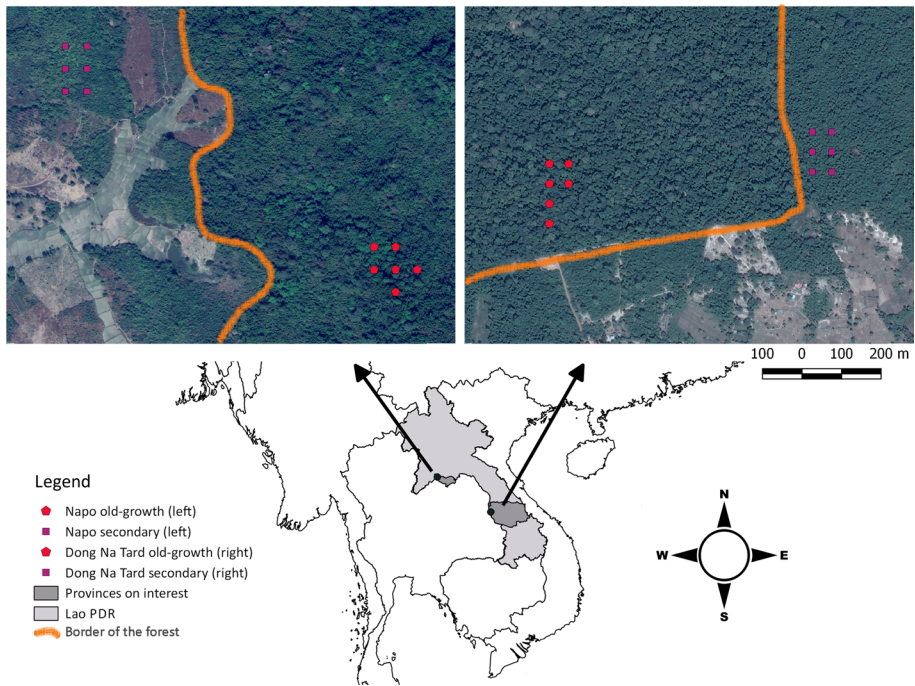 100 0 100 200 m
Legend
Napo old-growth (left)
Napo secondary (left)
Dong Na Tard old-growth (right)
Dong Na Tard secondary (right)
Provinces on interest
Lao PDR
Border of the forest
N
W E
S